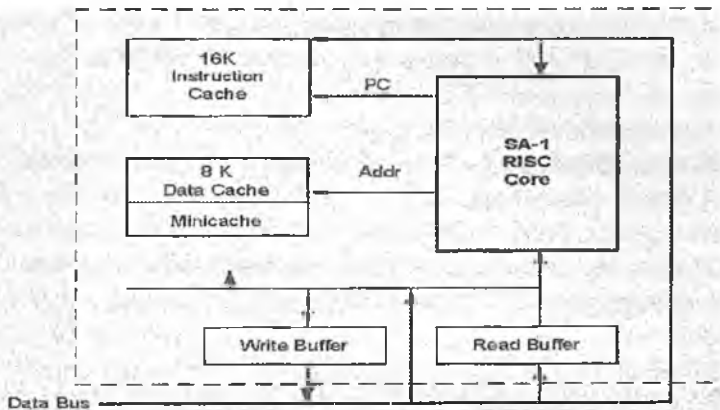 16K
Instruction
Cache
PC
SA-1
RISC
Core
8 K
Data Cache
Addr
Minicache
Write Buffer
Read Buffer
Data Bus